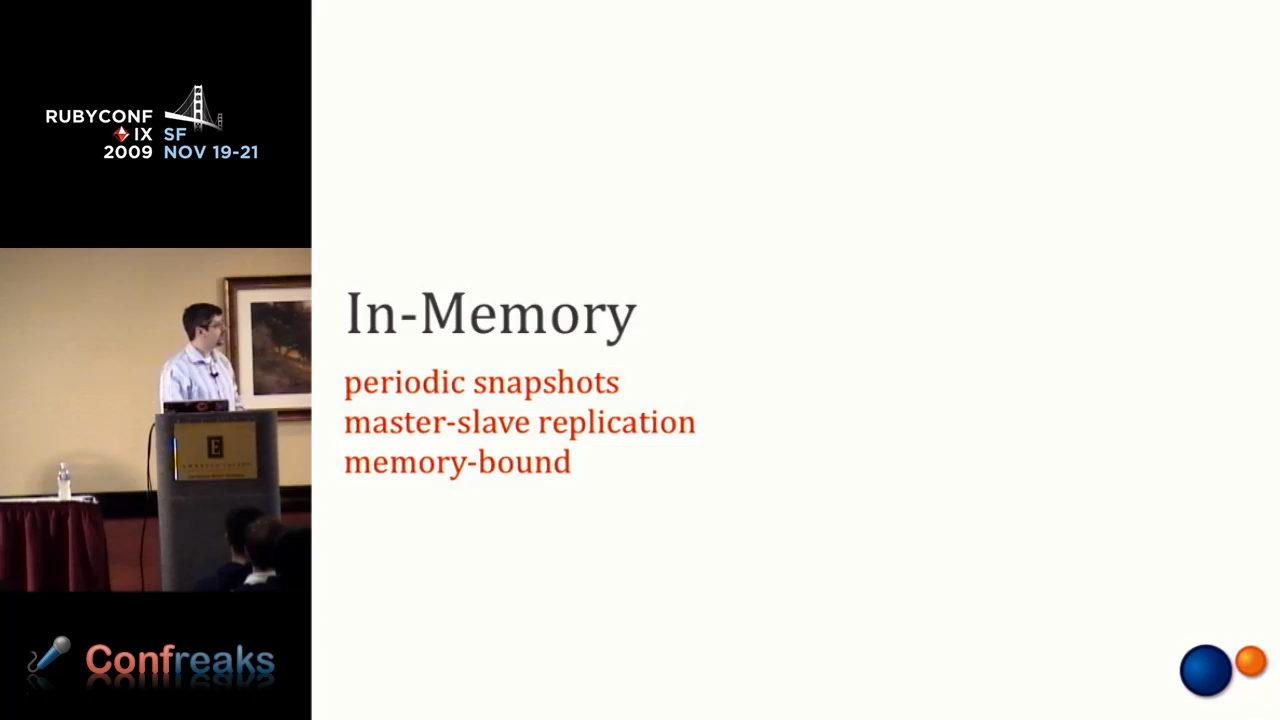 RUBYCONF
IX SF
2009 NOV 19-21
In-Memory
periodic snapshots
master-slave replication
memory-bound
E
Confreaks